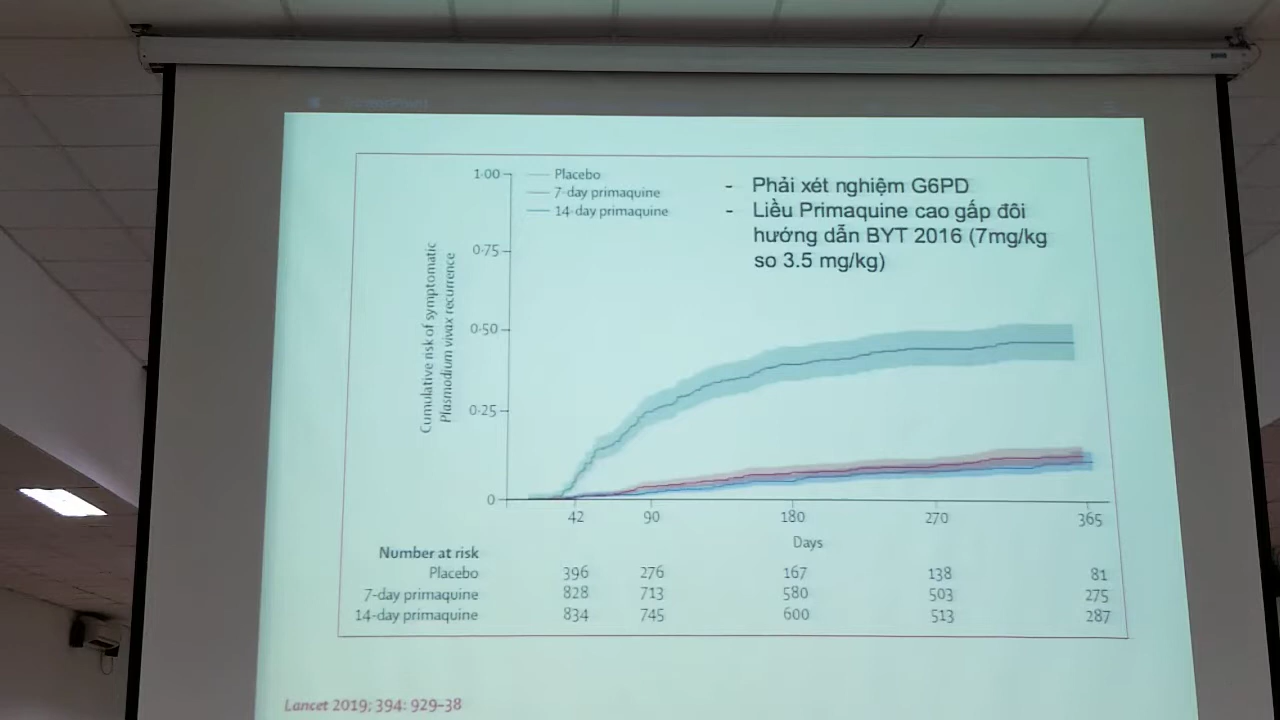 1·00
Placebo
7-day primaquine
14-day primaquine
- Phải xét nghiệm G6PD
- Liều Primaquine cao gấp đôi
hướng dẫn BYT 2016 (7mg/kg
so 3.5 mg/kg)
Cumulative risk of symptomatic
Plasmodium vivax recurrence
0·75
0·50
0·25
0
42 90 180 270 365
Days
Number at risk
Placebo 396 276 167 138 81
7-day primaquine 828 713 580 503 275
14-day primaquine 834 745 600 513 287
Lancet 2019; 394: 929–38